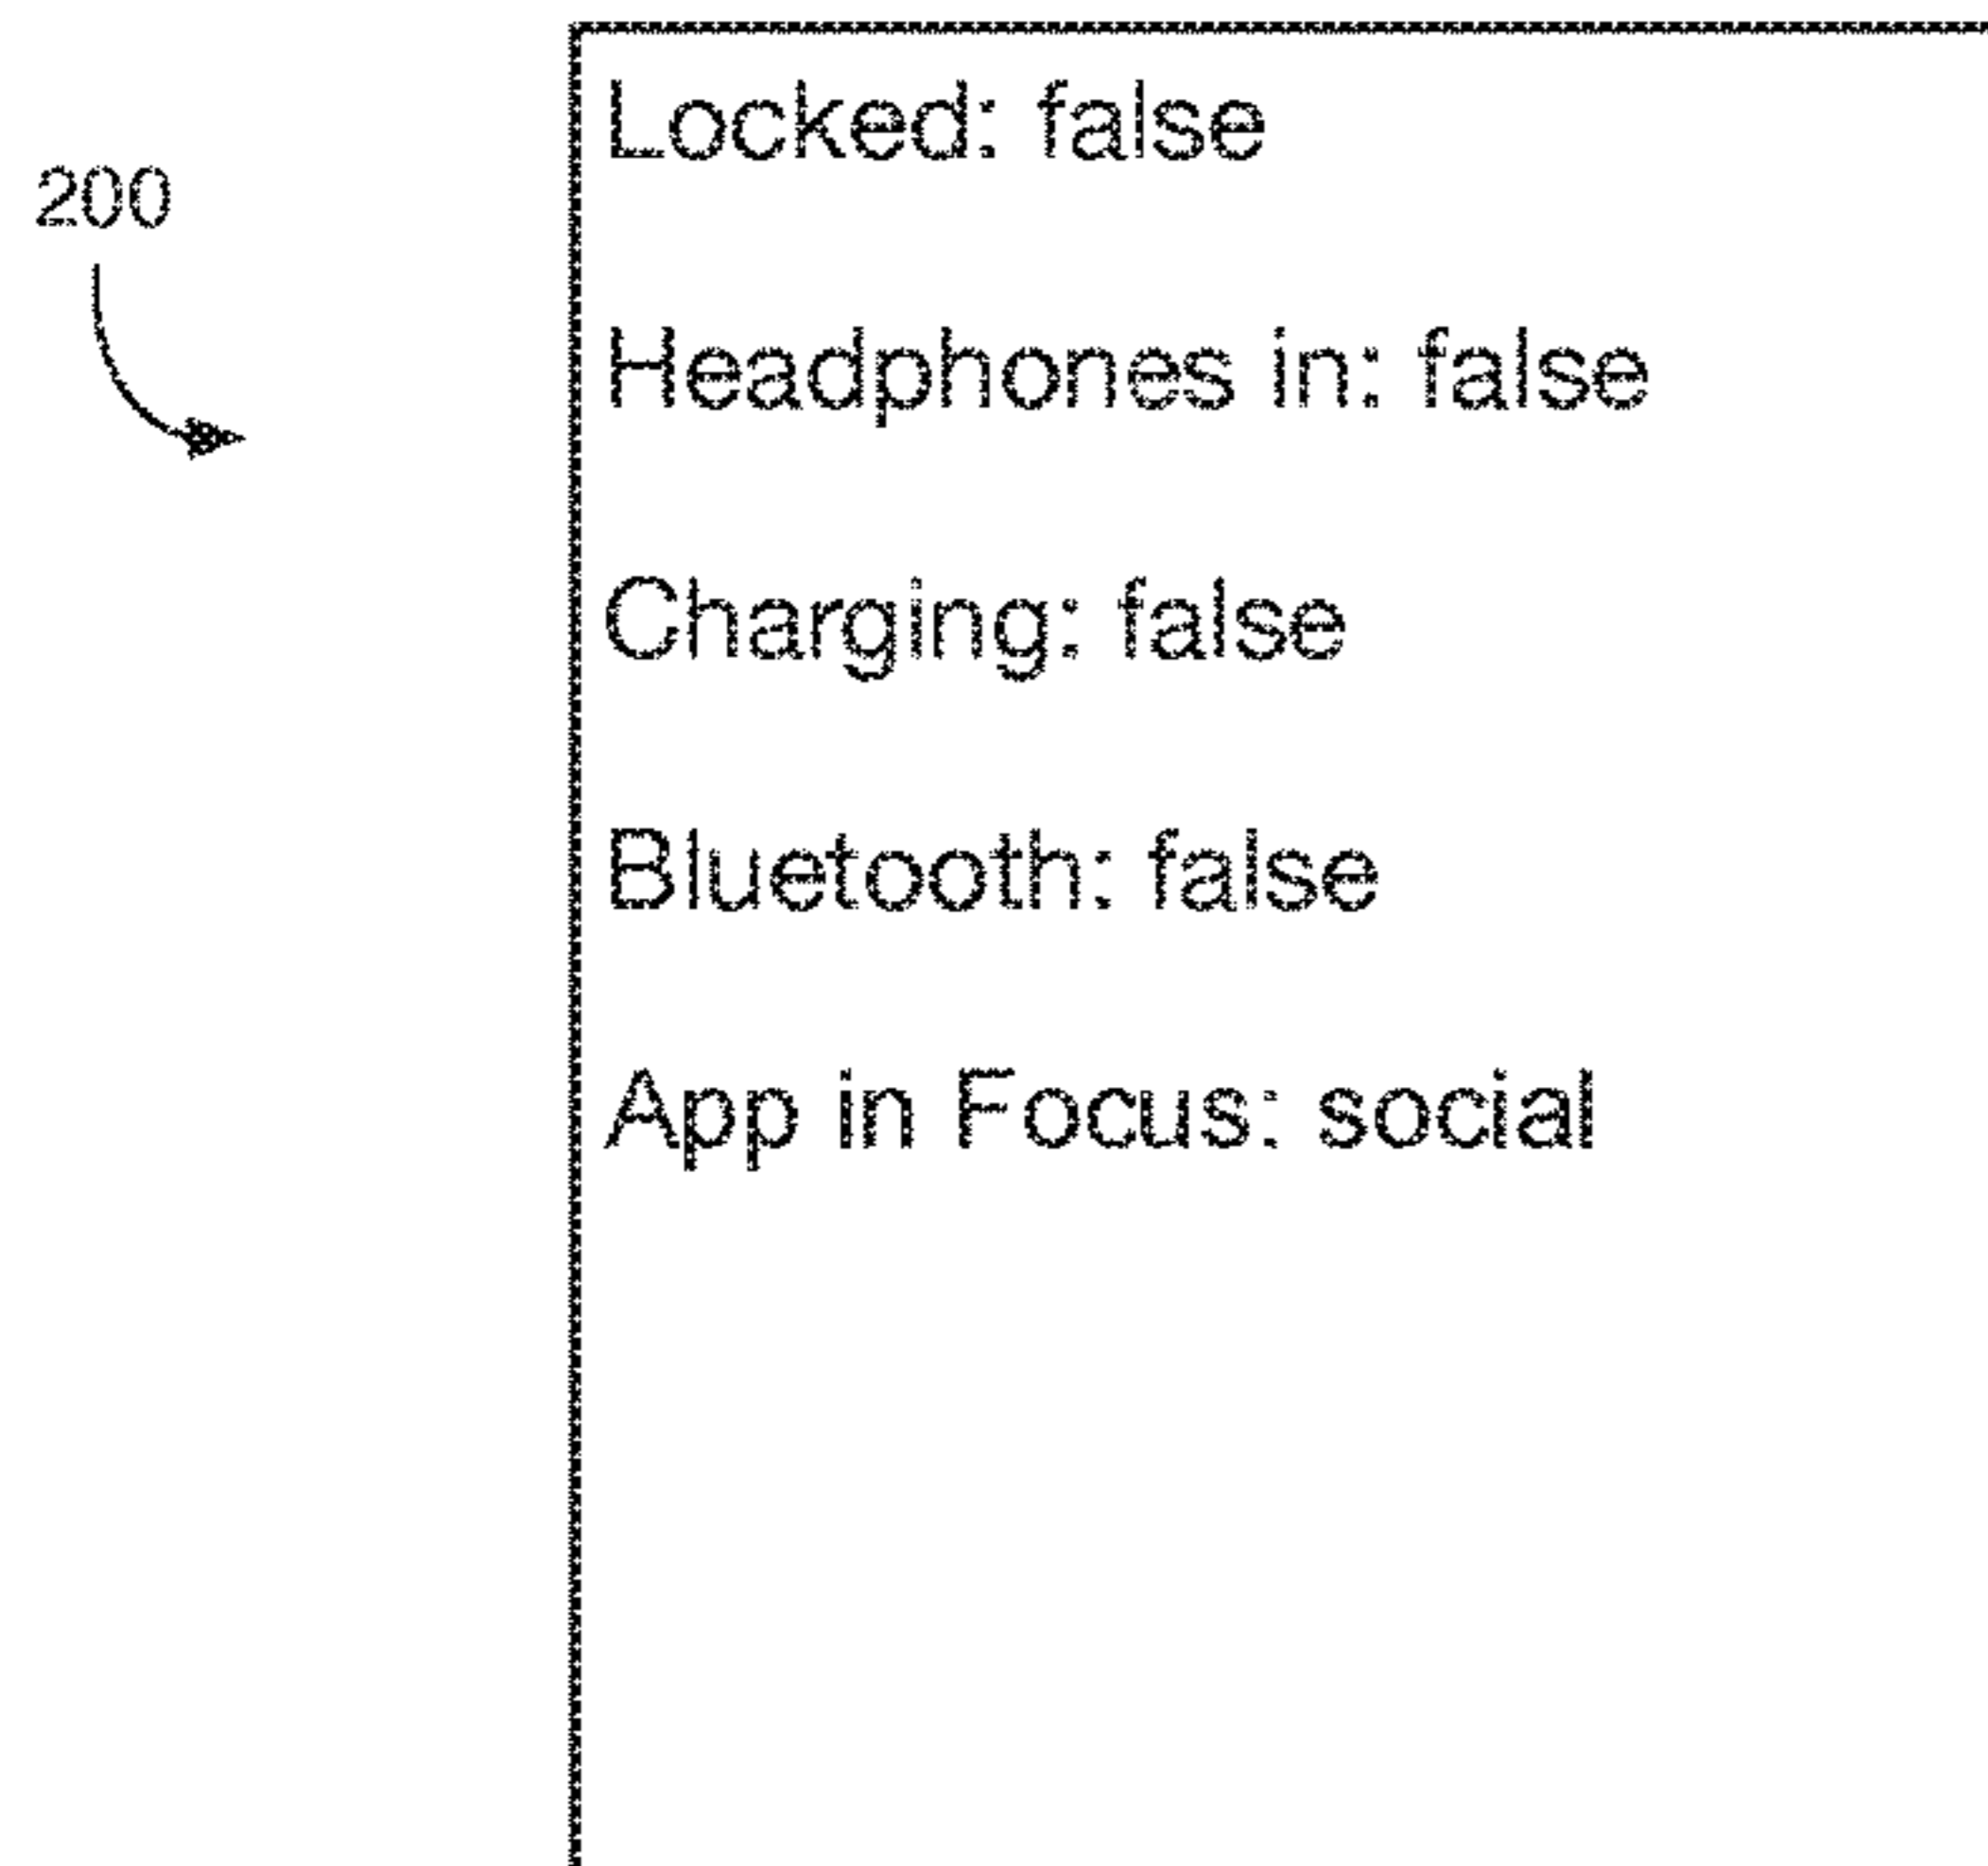 200
Locked: false
Headphones in: false
Charging: false
Bluetooth: false
App in Focus: social